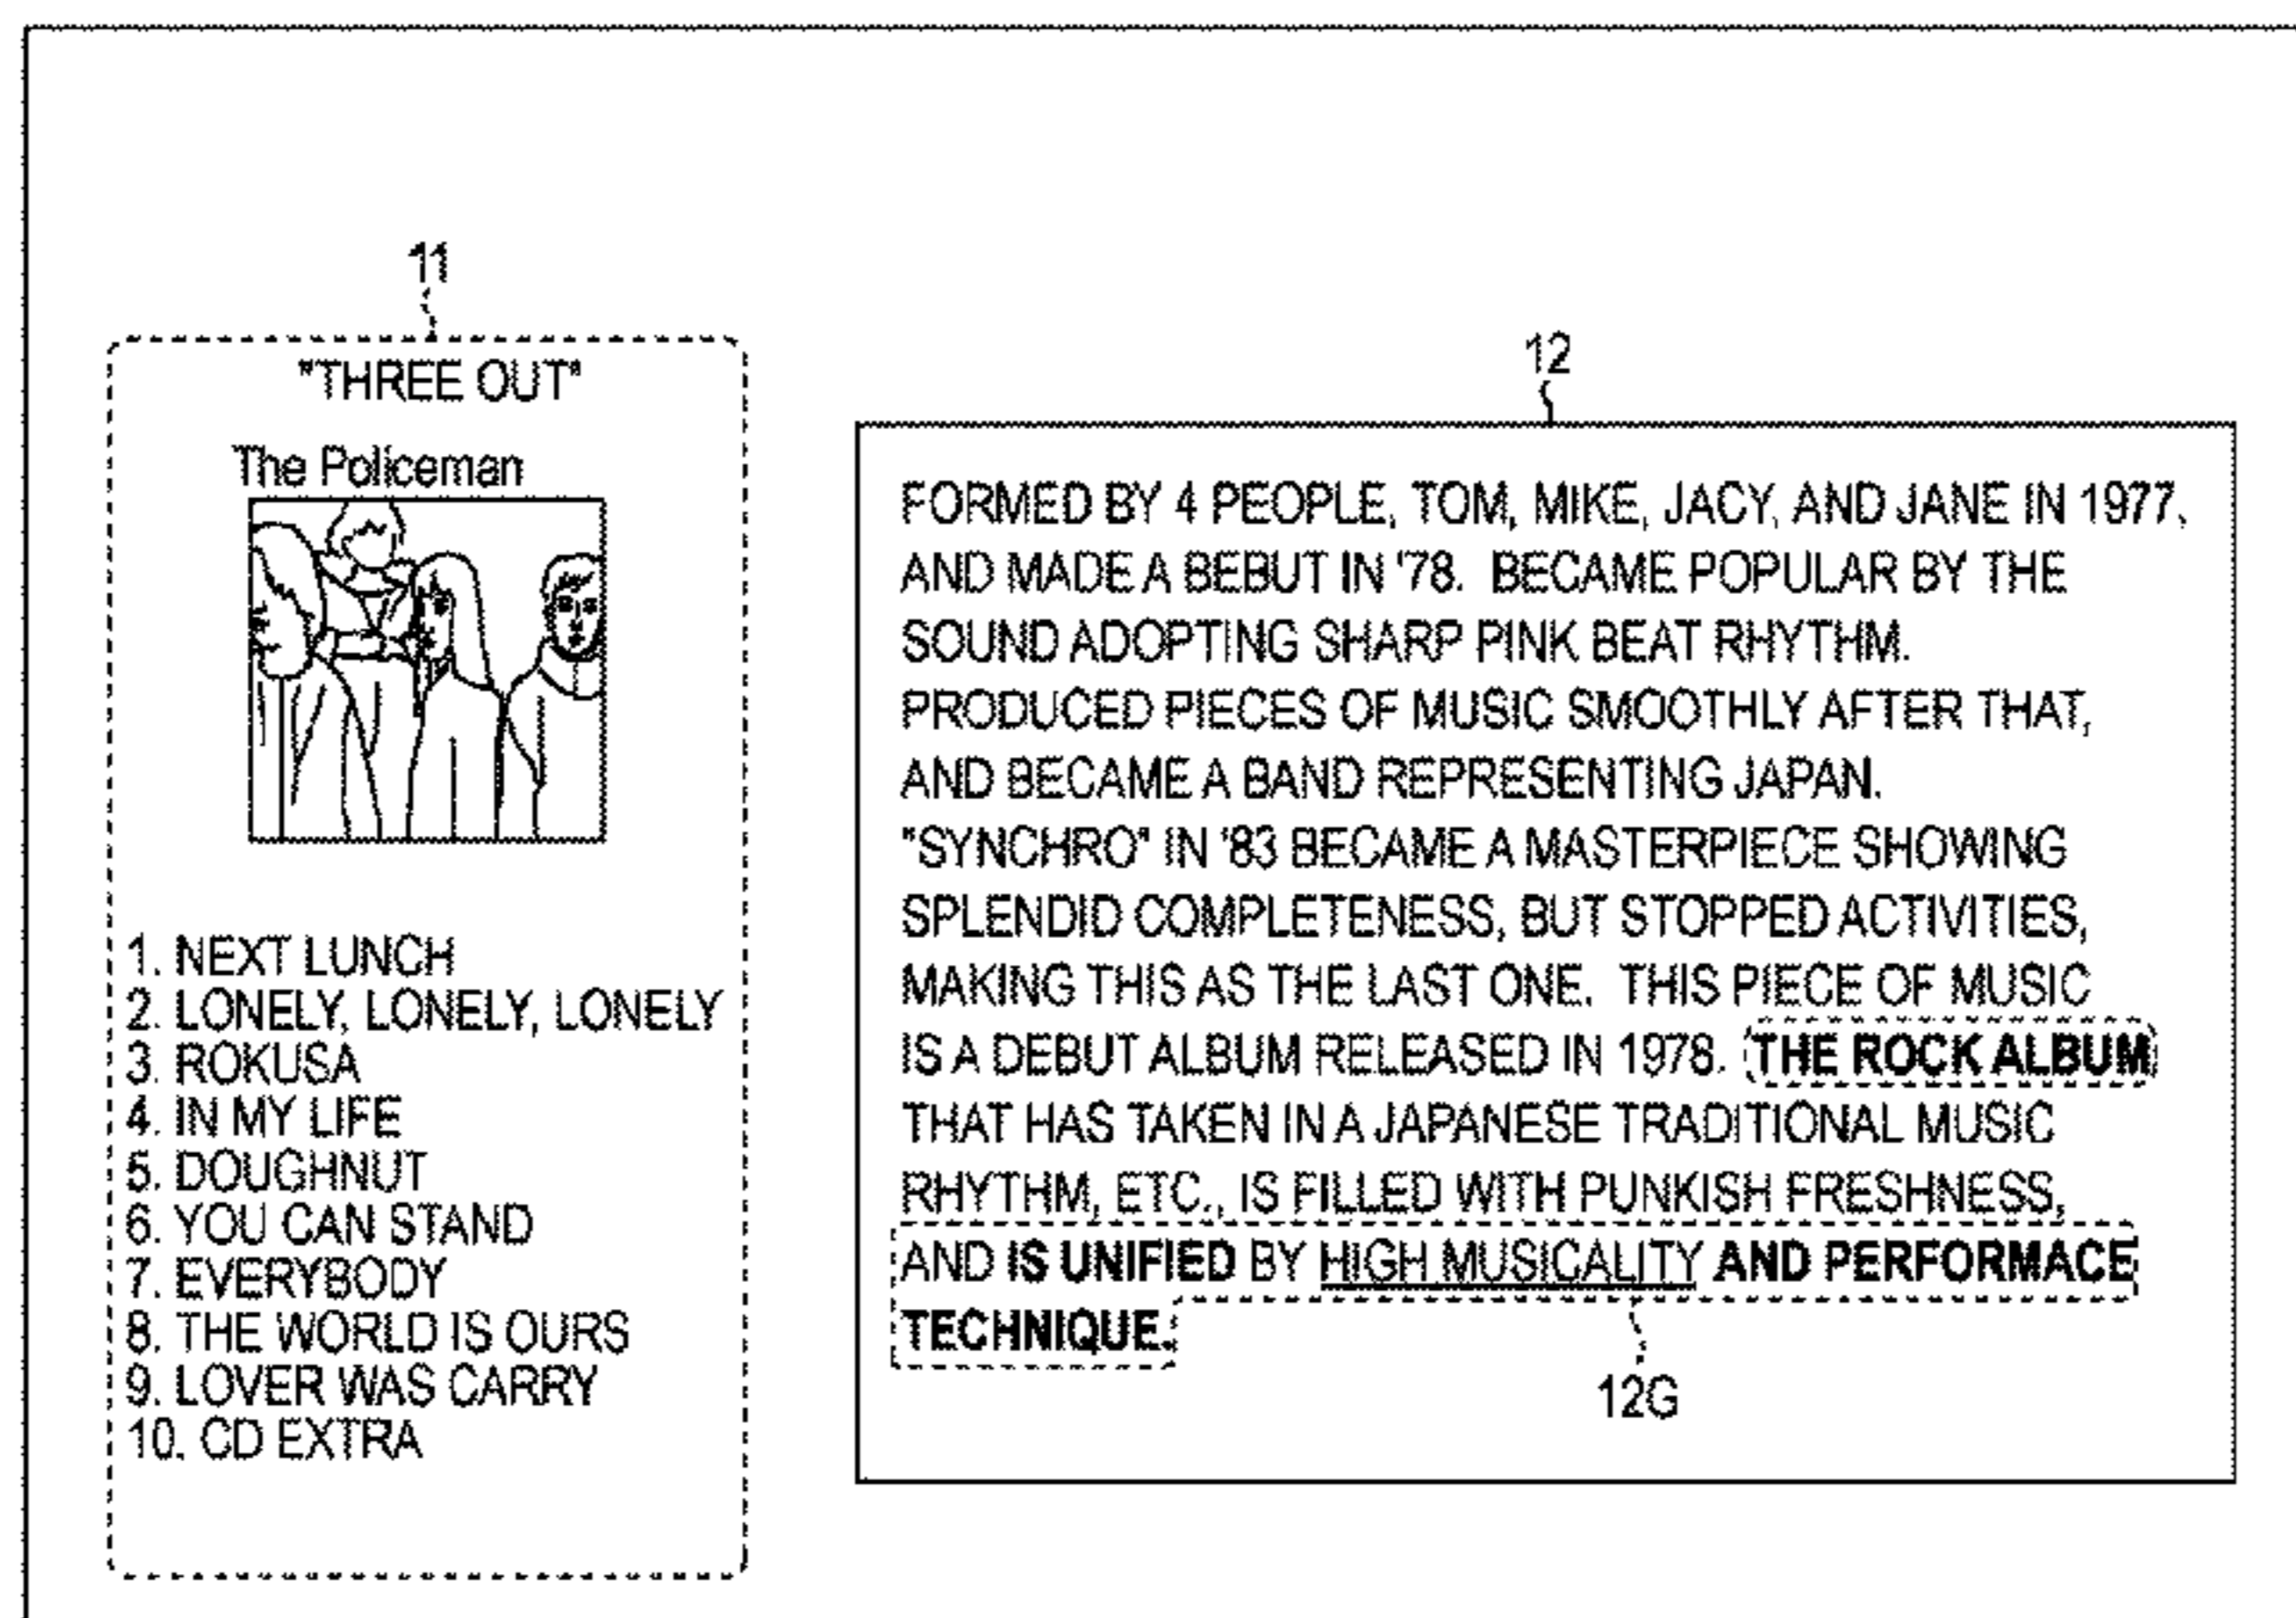 11
"THREE OUT"
The Policeman
1. NEXT LUNCH
2. LONELY, LONELY, LONELY
3. ROKUSA
4. IN MY LIFE
5. DOUGHNUT
6. YOU CAN STAND
7. EVERYBODY
8. THE WORLD IS OURS
9. LOVER WAS CARRY
10. CD EXTRA
12
FORMED BY 4 PEOPLE, TOM, MIKE, JACY, AND JANE IN 1977,
AND MADE A BEBUT IN '78. BECAME POPULAR BY THE
SOUND ADOPTING SHARP PINK BEAT RHYTHM.
PRODUCED PIECES OF MUSIC SMOOTHLY AFTER THAT,
AND BECAME A BAND REPRESENTING JAPAN.
"SYNCHRO" IN '83 BECAME A MASTERPIECE SHOWING
SPLENDID COMPLETENESS, BUT STOPPED ACTIVITIES,
MAKING THIS AS THE LAST ONE. THIS PIECE OF MUSIC
IS A DEBUT ALBUM RELEASED IN 1978. THE ROCK ALBUM
THAT HAS TAKEN IN A JAPANESE TRADITIONAL MUSIC
RHYTHM, ETC., IS FILLED WITH PUNKISH FRESHNESS,
AND IS UNIFIED BY HIGH MUSICALITY AND PERFORMACE
TECHNIQUE.
12G